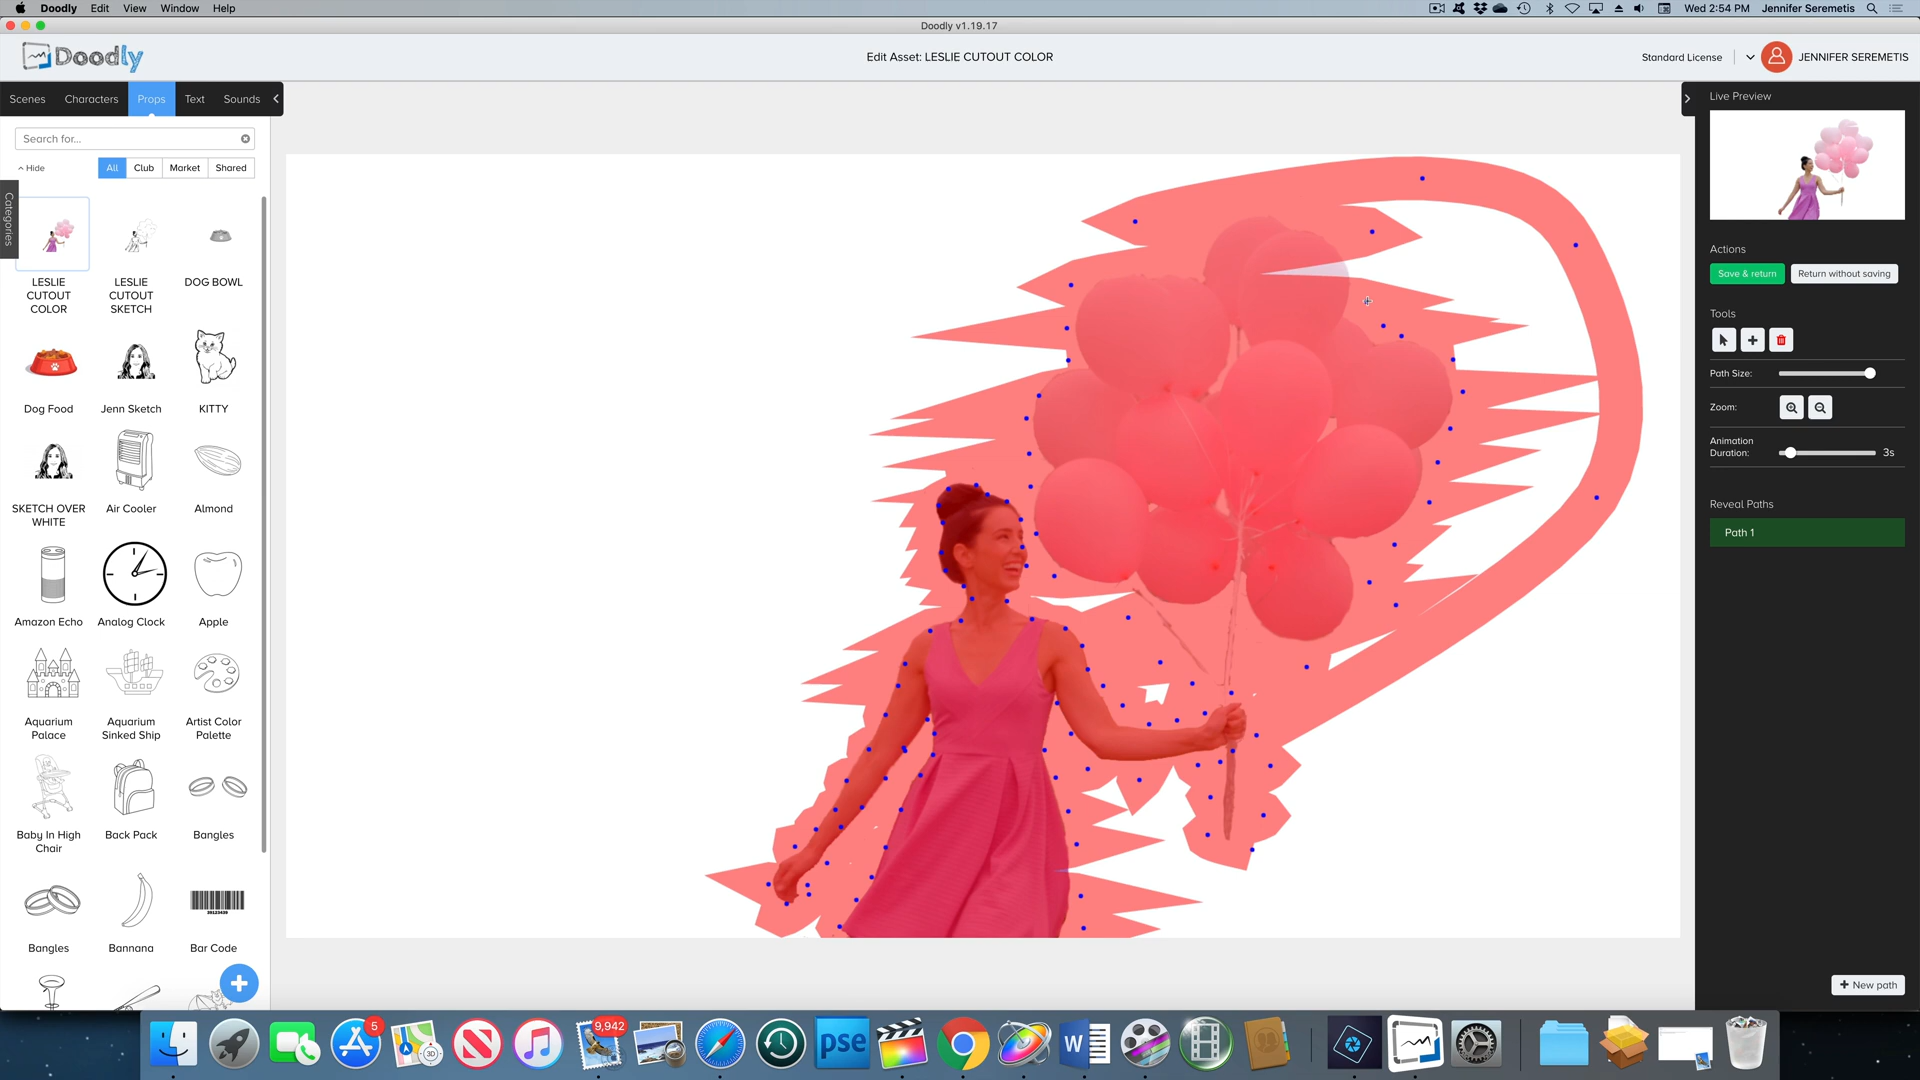 Doodly Edit View Window Help
Wed 2:54 PM Jennifer Seremetis
Doodly v1.19.17
Doodly
Edit Asset: LESLIE CUTOUT COLOR
Standard License JENNIFER SEREMETIS
Scenes Characters Props Text Sounds
Search for...
Hide All Club Market Shared
Categories
LESLIE CUTOUT COLOR
LESLIE CUTOUT SKETCH
DOG BOWL
Dog Food
Jenn Sketch
KITTY
SKETCH OVER WHITE
Air Cooler
Almond
Amazon Echo
Analog Clock
Apple
Aquarium Palace
Aquarium Sinked Ship
Artist Color Palette
Baby In High Chair
Back Pack
Bangles
Bangles
Bannana
Bar Code
Live Preview
Actions
Save & return Return without saving
Tools
Path Size:
Zoom:
Animation Duration: 3s
Reveal Paths
Path 1
New path
5
3D
9,942
pse
W